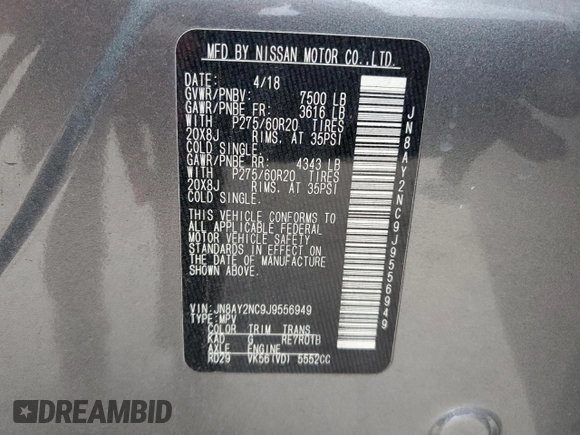 MFD BY NISSAN MOTOR CO.,LTD.
DATE: 4/18
GVWR/PNBV: 7500 LB
GAWR/PNBE FR: 3616 LB
WITH P275/60R20 TIRES
20X8J RIMS. AT 35PSI
COLD SINGLE.
GAWR/PNBE RR: 4343 LB
WITH P275/60R20 TIRES
20X8J RIMS. AT 35PSI
COLD SINGLE.
THIS VEHICLE CONFORMS TO
ALL APPLICABLE FEDERAL
MOTOR VEHICLE SAFETY
STANDARDS IN EFFECT ON
THE DATE OF MANUFACTURE
SHOWN ABOVE.
VIN: JN8AY2NC9J9556949
TYPE: MPV
COLOR TRIM TRANS
KAD G RE7R01B
AXLE ENGINE
RD29 VK56(VD) 5552CC
JN8AY2NC9J9556949
DREAMBID